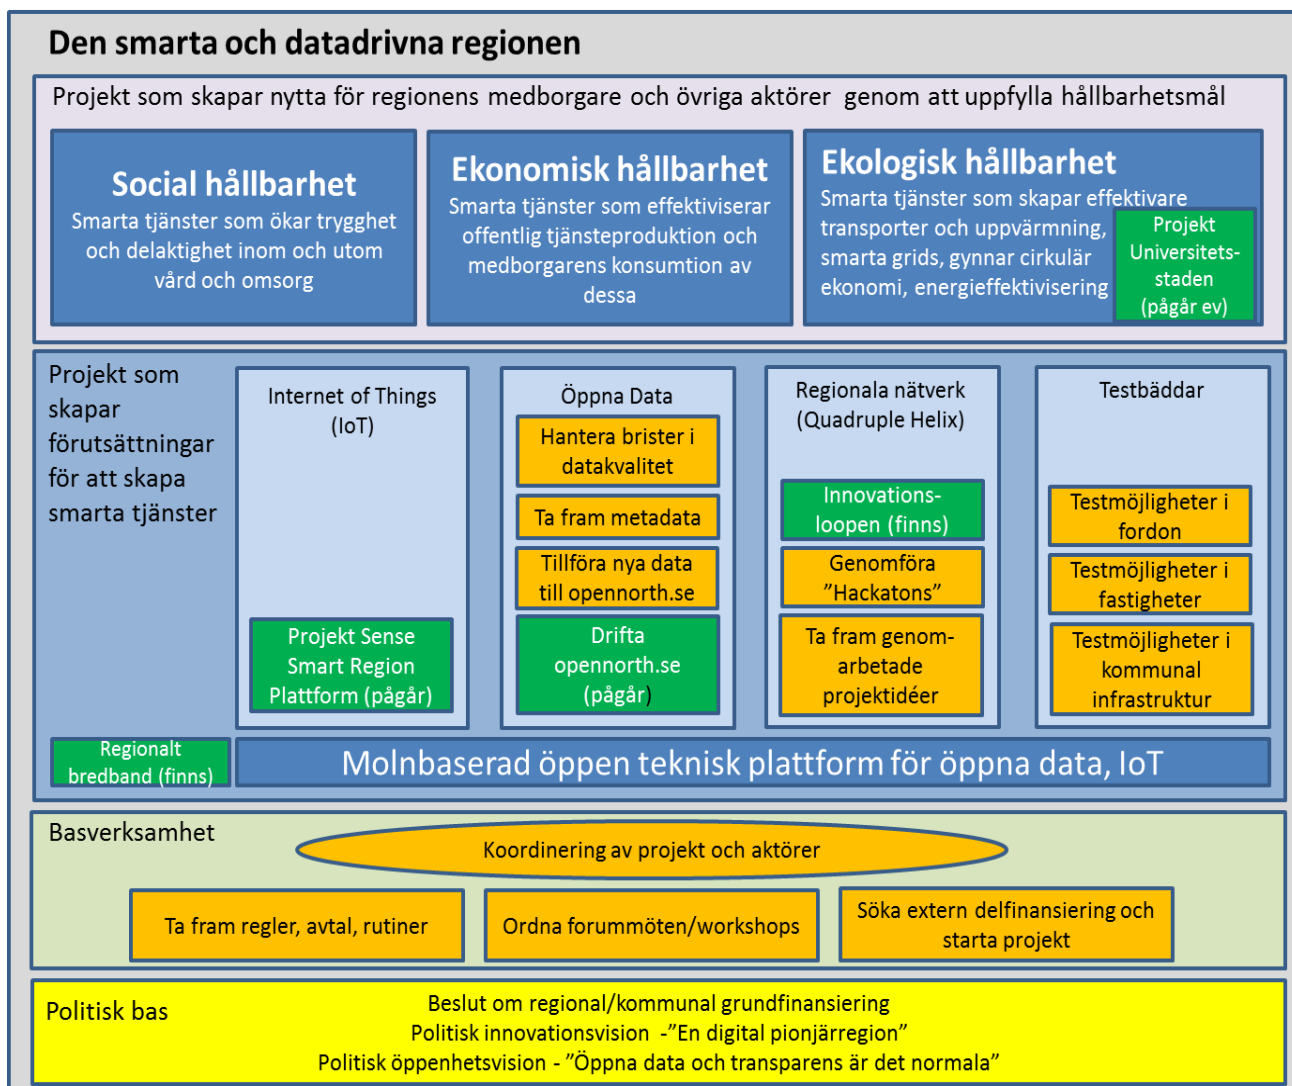 Den smarta och datadrivna regionen
Projekt som skapar nytta för regionens medborgare och övriga aktörer genom att uppfylla hållbarhetsmål
Social hållbarhet
Smarta tjänster som ökar trygghet
och delaktighet inom och utom
vård och omsorg
Ekonomisk hållbarhet
Smarta tjänster som effektiviserar
offentlig tjänsteproduktion och
medborgarens konsumtion av
dessa
Ekologisk hållbarhet
Smarta tjänster som skapar effektivare
transporter och uppvärmning,
smarta grids, gynnar cirkulär
ekonomi, energieffektivisering
Projekt
Universitets-
staden
(pågår ev)
Projekt som
skapar
förutsättningar
för att skapa
smarta tjänster
Internet of Things
(IoT)
Projekt Sense
Smart Region
Plattform (pågår)
Öppna Data
Hantera brister i
datakvalitet
Ta fram metadata
Tillföra nya data
till opennorth.se
Drifta
opennorth.se
(pågår)
Regionala nätverk
(Quadruple Helix)
Innovations-
loopen (finns)
Genomföra
”Hackatons”
Ta fram genom-
arbetade
projektidéer
Testbäddar
Testmöjligheter i
fordon
Testmöjligheter i
fastigheter
Testmöjligheter i
kommunal
infrastruktur
Regionalt
bredband (finns)
Molnbaserad öppen teknisk plattform för öppna data, IoT
Basverksamhet
Koordinering av projekt och aktörer
Ta fram regler, avtal, rutiner
Ordna forummöten/workshops
Söka extern delfinansiering och
starta projekt
Politisk bas
Beslut om regional/kommunal grundfinansiering
Politisk innovationsvision -”En digital pionjärregion”
Politisk öppenhetsvision - ”Öppna data och transparens är det normala”